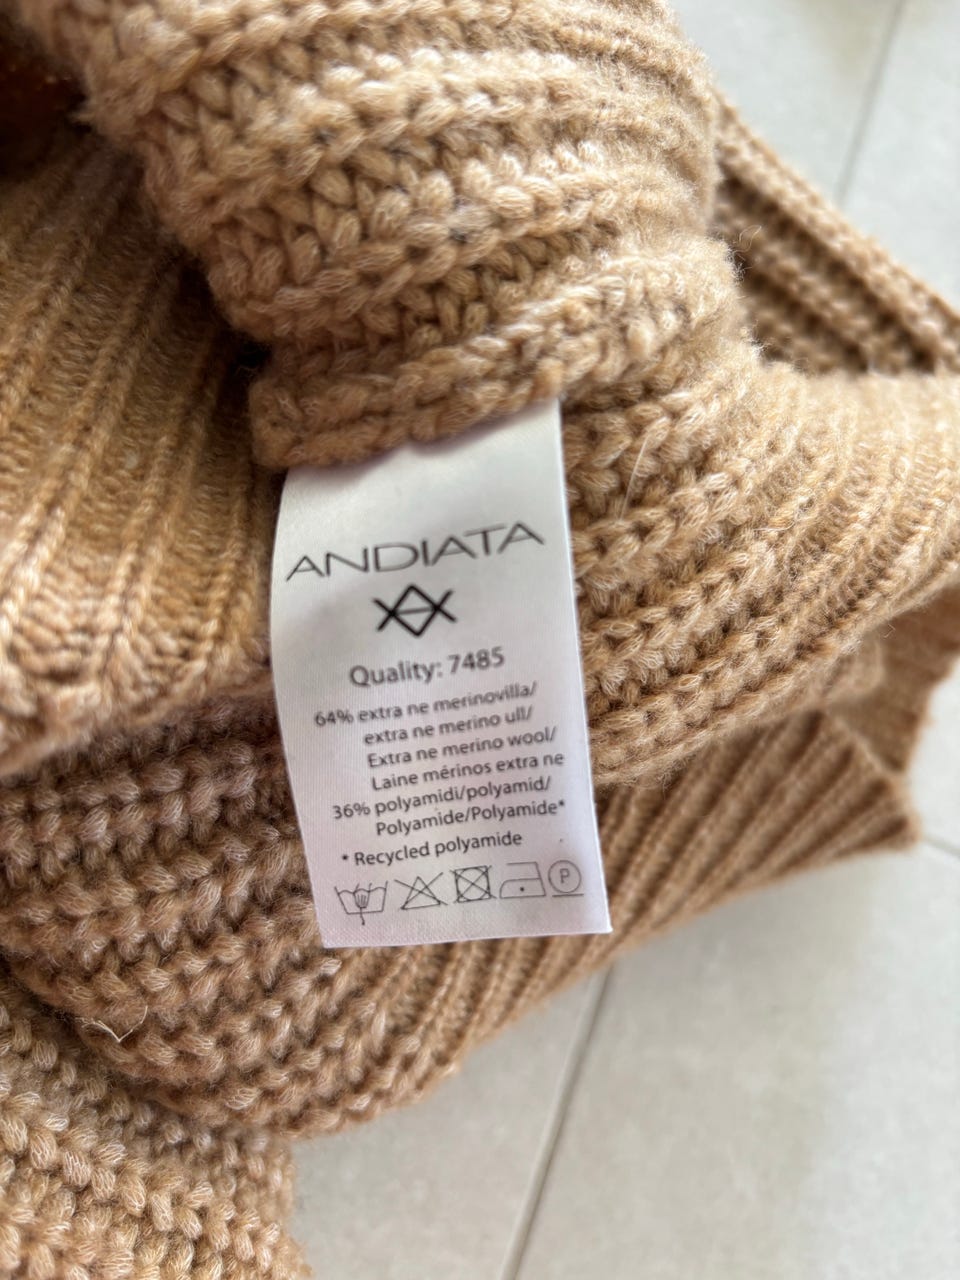 ANDIATA
Quality: 7485
64% extra ne merinovilla/
extra ne merino ull/
Extra ne merino wool/
Laine mérinos extra ne
36% polyamidi/polyamid/
Polyamide/Polyamide*
* Recycled polyamide
P